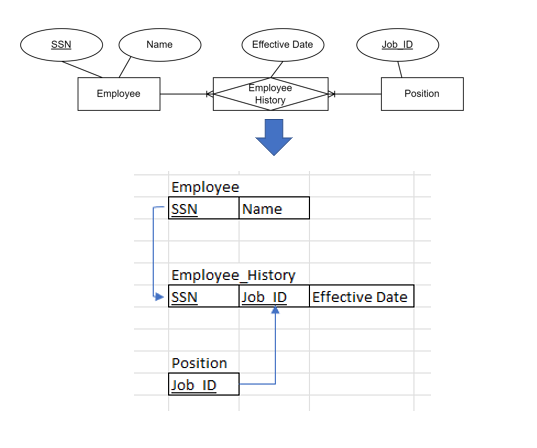 SSN
Name
Effective Date
Job_ID
Employee
Employee
History
Position
Employee
SSN Name
Employee_History
SSN Job_ID Effective Date
Position
Job_ID